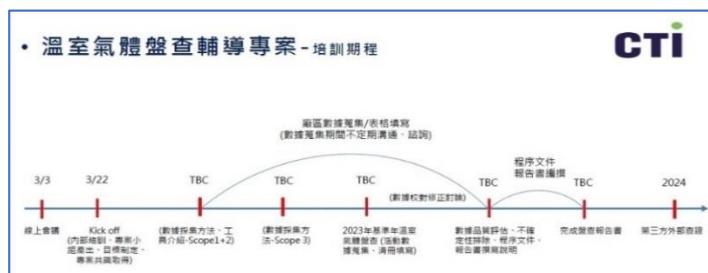 • 溫室氣體盤查輔導專案-培訓期程
CTI
廠區數據蒐集/表格填寫
(數據蒐集期間不定期溝通、諮詢)
程序文件
報告書編撰
3/3
3/22
TBC
TBC
TBC
(數據校對修正討論)
TBC
TBC
2024
線上會議
Kick off
(內部培訓、專案小
組產出、目標制定、
專案共識取得)
(數據採集方法、工
具介紹-Scope1+2)
(數據採集方
法-Scope 3)
2023年基準年溫室
氣體盤查 (活動數
據蒐集、清冊填寫)
數據品質評估、不確
定性排除、程序文件、
報告書撰寫說明
完成盤查報告書
第三方外部查證